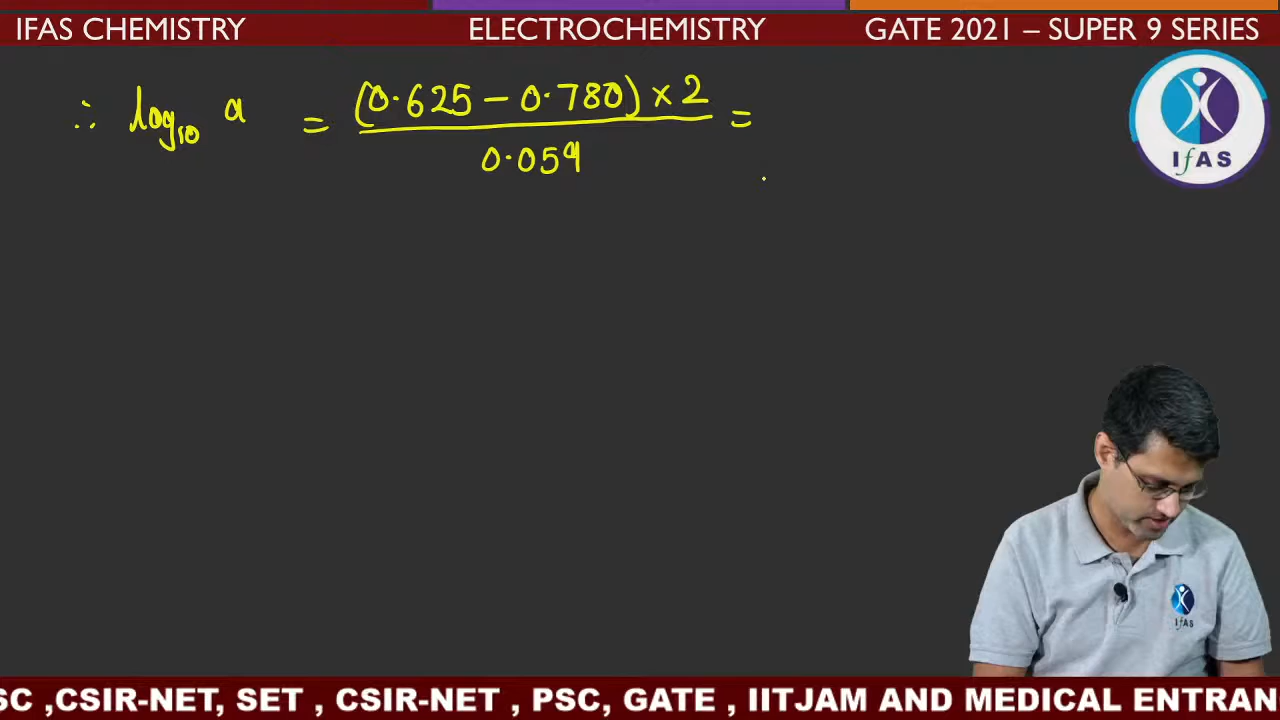 IFAS CHEMISTRY ELECTROCHEMISTRY GATE 2021 – SUPER 9 SERIES
∴ log₁₀ a = (0.625 – 0.780) × 2 =
0.059
IfAS
IfAS
SC ,CSIR-NET, SET , CSIR-NET , PSC, GATE , IITJAM AND MEDICAL ENTRAN